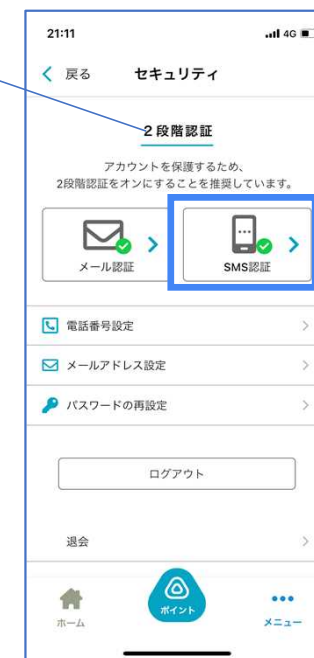 21:11
4G
戻る セキュリティ
2段階認証
アカウントを保護するため、
2段階認証をオンにすることを推奨しています。
メール認証 SMS認証
電話番号設定
メールアドレス設定
パスワードの再設定
ログアウト
退会
ホーム ポイント メニュー